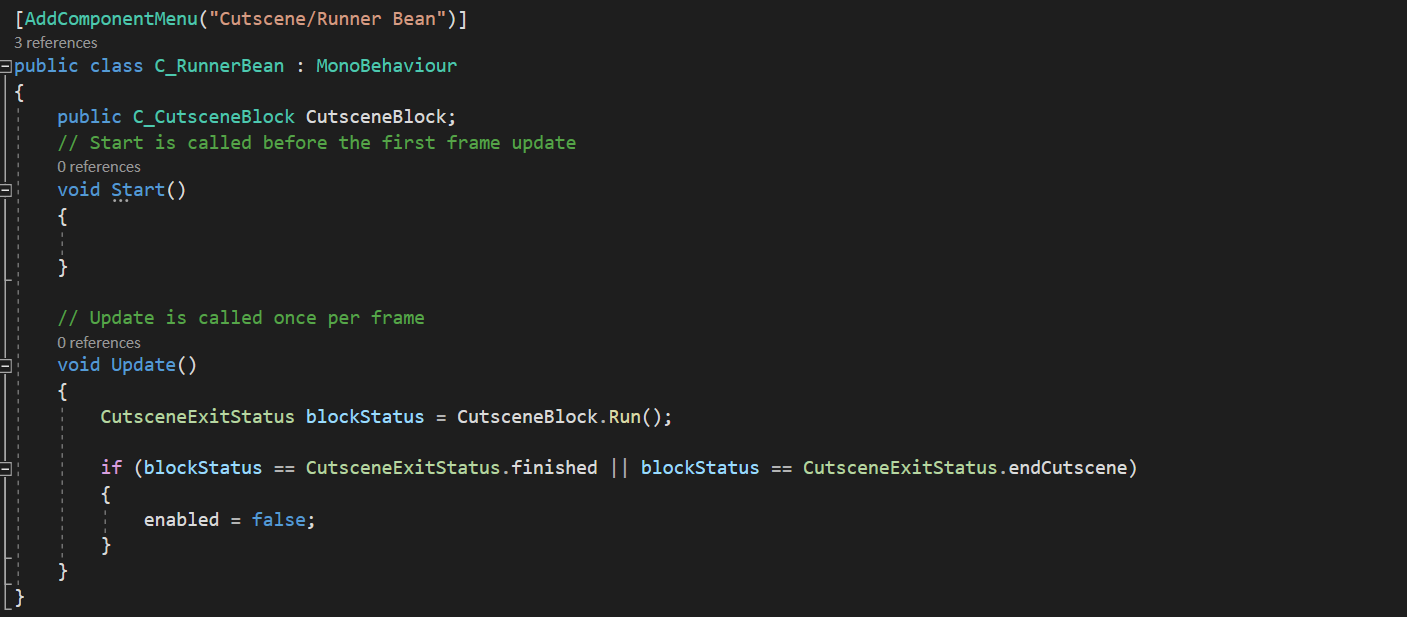 [AddComponentMenu("Cutscene/Runner Bean")]
3 references
public class C_RunnerBean : MonoBehaviour
{
public C_CutsceneBlock CutsceneBlock;
// Start is called before the first frame update
0 references
void Start()
{
}
// Update is called once per frame
0 references
void Update()
{
CutsceneExitStatus blockStatus = CutsceneBlock.Run();
if (blockStatus == CutsceneExitStatus.finished || blockStatus == CutsceneExitStatus.endCutscene)
{
enabled = false;
}
}
}